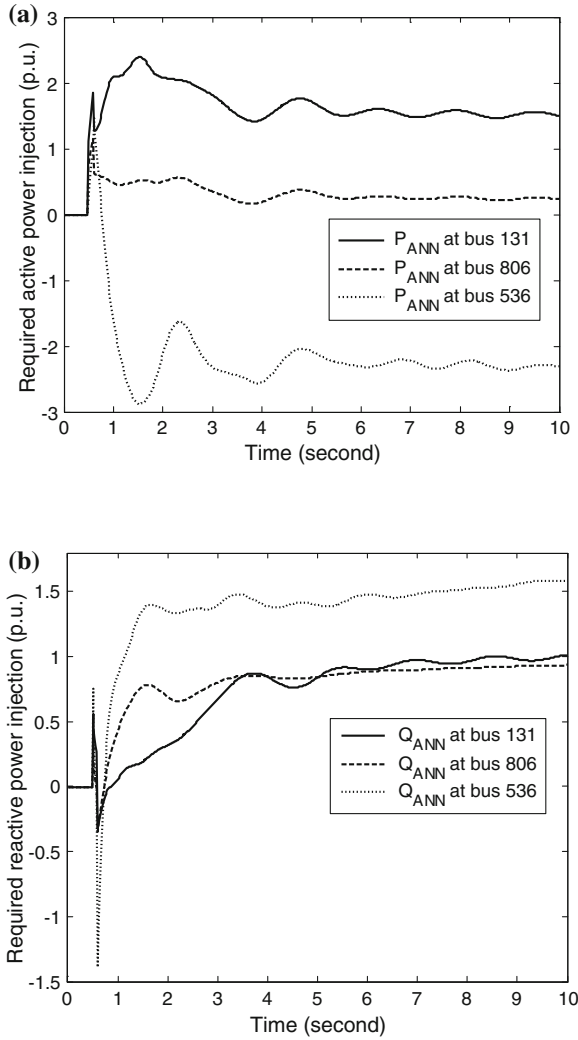 (a)
Required active power injection (p.u.)
3
2
1
0
-1
-2
-3
P_ANN at bus 131
P_ANN at bus 806
P_ANN at bus 536
0 1 2 3 4 5 6 7 8 9 10
Time (second)
(b)
Required reactive power injection (p.u.)
1.5
1
0.5
0
-0.5
-1
-1.5
Q_ANN at bus 131
Q_ANN at bus 806
Q_ANN at bus 536
0 1 2 3 4 5 6 7 8 9 10
Time (second)